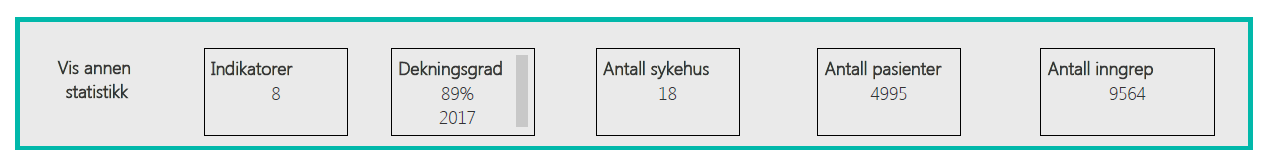 Vis annen
statistikk
Indikatorer
8
Dekningsgrad
89%
2017
Antall sykehus
18
Antall pasienter
4995
Antall inngrep
9564